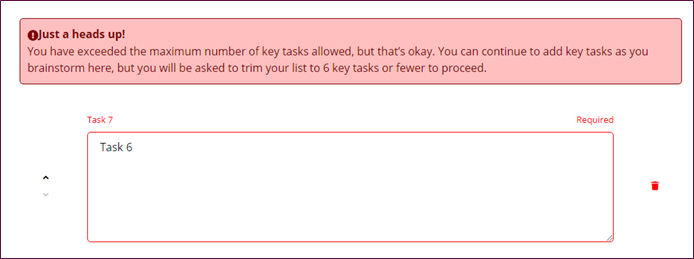 Just a heads up!
You have exceeded the maximum number of key tasks allowed, but that's okay. You can continue to add key tasks as you
brainstorm here, but you will be asked to trim your list to 6 key tasks or fewer to proceed.
Task 7 Required
Task 6